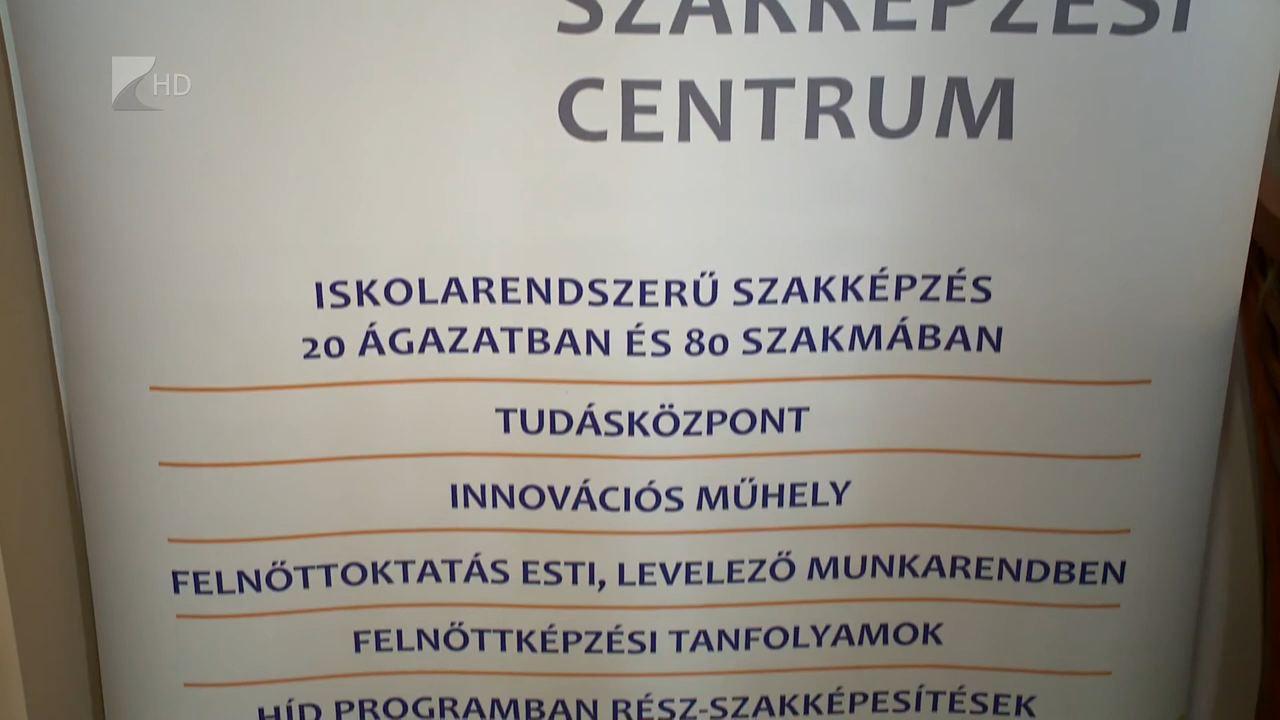 SZAKKÉPZÉSI
CENTRUM
HD
ISKOLARENDSZERŰ SZAKKÉPZÉS
20 ÁGAZATBAN ÉS 80 SZAKMÁBAN
TUDÁSKÖZPONT
INNOVÁCIÓS MŰHELY
FELNŐTTOKTATÁS ESTI, LEVELEZŐ MUNKARENDBEN
FELNŐTTKÉPZÉSI TANFOLYAMOK
HÍD PROGRAMBAN RÉSZ-SZAKKÉPESÍTÉSEK